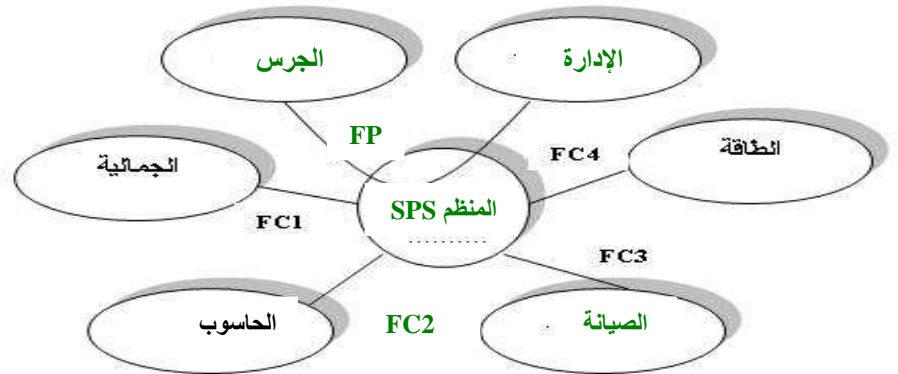 الجرس
الإدارة
FP
الجمالية
FC4
الطاقة
المنظم SPS
..........
FC1
FC3
الحاسوب
FC2
الصيانة